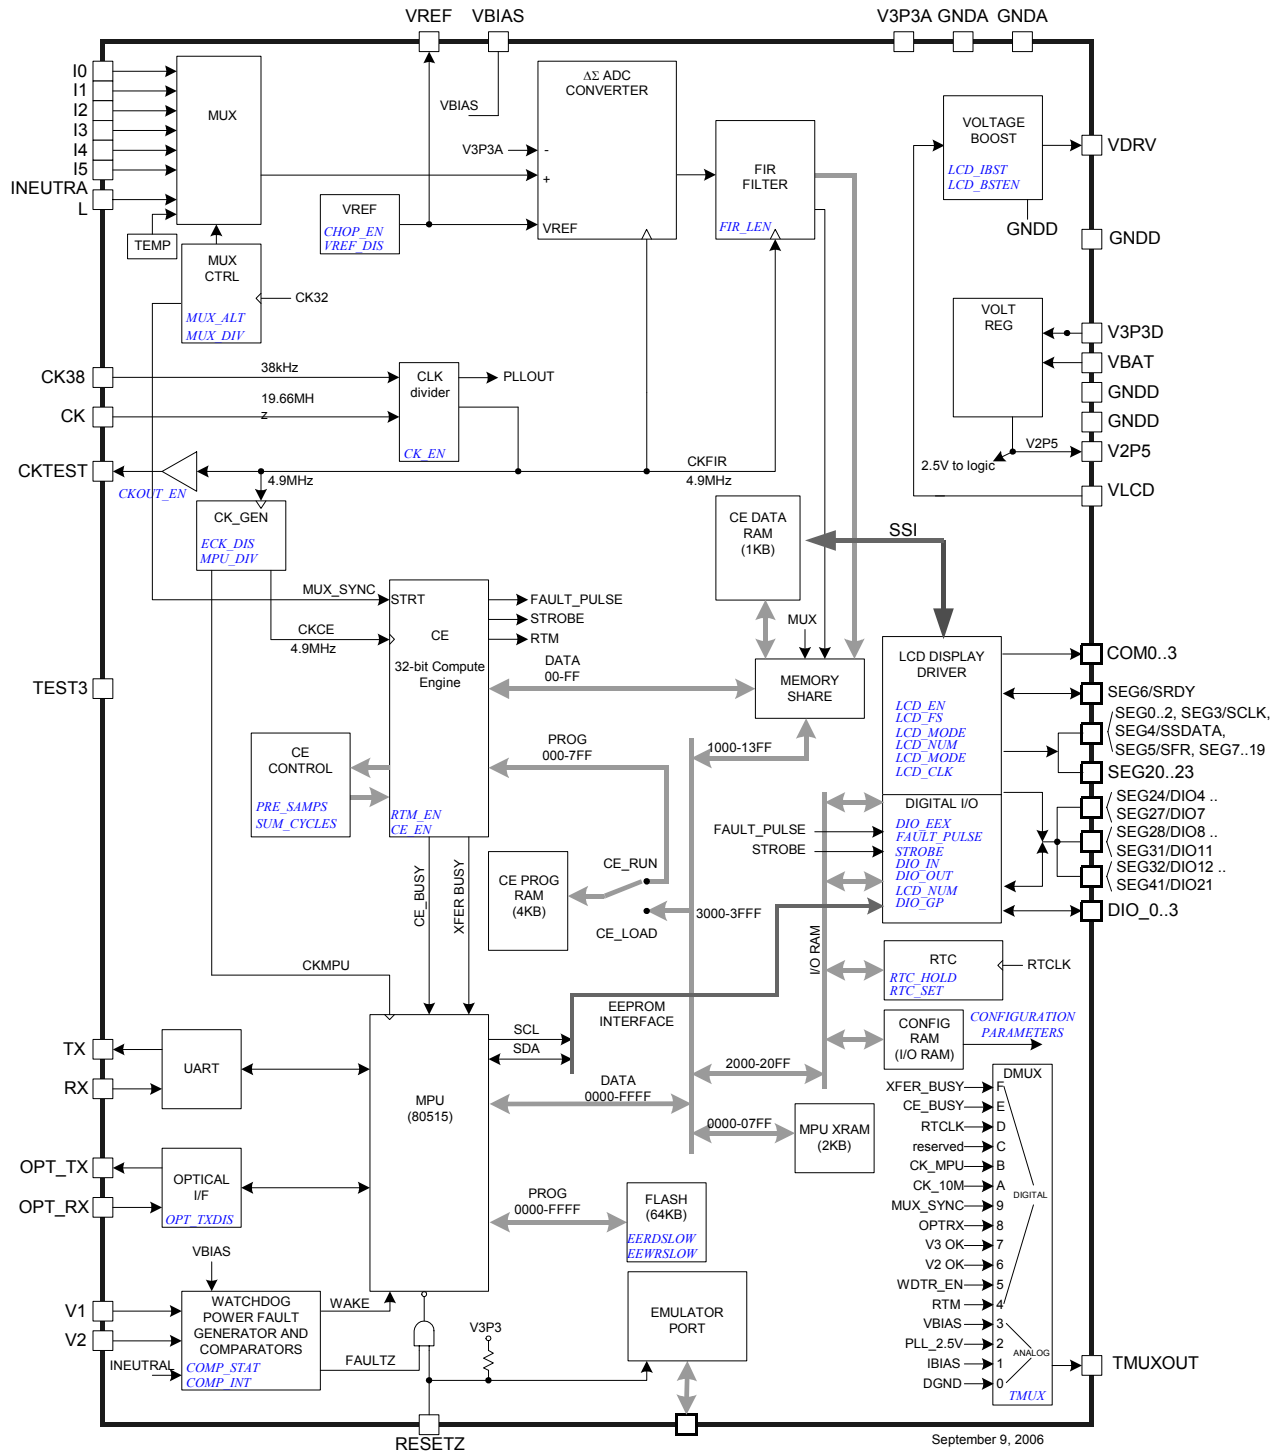 VREF
VBIAS
V3P3A GNDA GNDA
I0
I1
I2
I3
I4
I5
INEUTRA
L
MUX
TEMP
MUX
CTRL
MUX_ALT
MUX_DIV
CK32
VBIAS
V3P3A
VREF
CHOP_EN
VREF_DIS
ΔΣ ADC
CONVERTER
-
+
VREF
FIR
FILTER
FIR_LEN
VOLTAGE
BOOST
LCD_IBST
LCD_BSTEN
GNDD
VDRV
GNDD
VOLT
REG
V3P3D
VBAT
GNDD
GNDD
V2P5
V2P5
2.5V to logic
VLCD
CK38
38kHz
CK
19.66MH
z
CLK
divider
CK_EN
PLLOUT
CKTEST
CKOUT_EN
4.9MHz
CKFIR
4.9MHz
CK_GEN
ECK_DIS
MPU_DIV
CE DATA
RAM
(1KB)
SSI
MUX_SYNC
STRT
CKCE
4.9MHz
CE
32-bit Compute
Engine
RTM_EN
CE_EN
FAULT_PULSE
STROBE
RTM
MUX
DATA
00-FF
MEMORY
SHARE
TEST3
LCD DISPLAY
DRIVER
LCD_EN
LCD_FS
LCD_MODE
LCD_NUM
LCD_MODE
LCD_CLK
COM0..3
SEG6/SRDY
SEG0..2, SEG3/SCLK,
SEG4/SSDATA,
SEG5/SFR, SEG7..19
SEG20..23
CE
CONTROL
PRE_SAMPS
SUM_CYCLES
PROG
000-7FF
1000-13FF
DIGITAL I/O
DIO_EEX
FAULT_PULSE
STROBE
DIO_IN
DIO_OUT
LCD_NUM
DIO_GP
FAULT_PULSE
STROBE
SEG24/DIO4 ..
SEG27/DIO7
SEG28/DIO8 ..
SEG31/DIO11
SEG32/DIO12 ..
SEG41/DIO21
DIO_0..3
CE_BUSY
XFER BUSY
CE PROG
RAM
(4KB)
CE_RUN
CE_LOAD
3000-3FFF
I/O RAM
RTC
RTC_HOLD
RTC_SET
RTCLK
CKMPU
EEPROM
INTERFACE
CONFIG
RAM
(I/O RAM)
CONFIGURATION
PARAMETERS
TX
RX
UART
MPU
(80515)
SCL
SDA
DATA
0000-FFFF
2000-20FF
0000-07FF
MPU XRAM
(2KB)
OPT_TX
OPT_RX
OPTICAL
I/F
OPT_TXDIS
PROG
0000-FFFF
FLASH
(64KB)
EERDSLOW
EEWRSLOW
DMUX
XFER_BUSY F
CE_BUSY E
RTCLK D
reserved C
CK_MPU B
CK_10M A
MUX_SYNC 9
OPTRX 8
V3 OK 7
V2 OK 6
WDTR_EN 5
RTM 4
VBIAS 3
PLL_2.5V 2
IBIAS 1
DGND 0
DIGITAL
ANALOG
TMUX
TMUXOUT
VBIAS
V1
V2
INEUTRAL
WATCHDOG
POWER FAULT
GENERATOR AND
COMPARATORS
COMP_STAT
COMP_INT
WAKE
FAULTZ
V3P3
EMULATOR
PORT
RESETZ
September 9, 2006